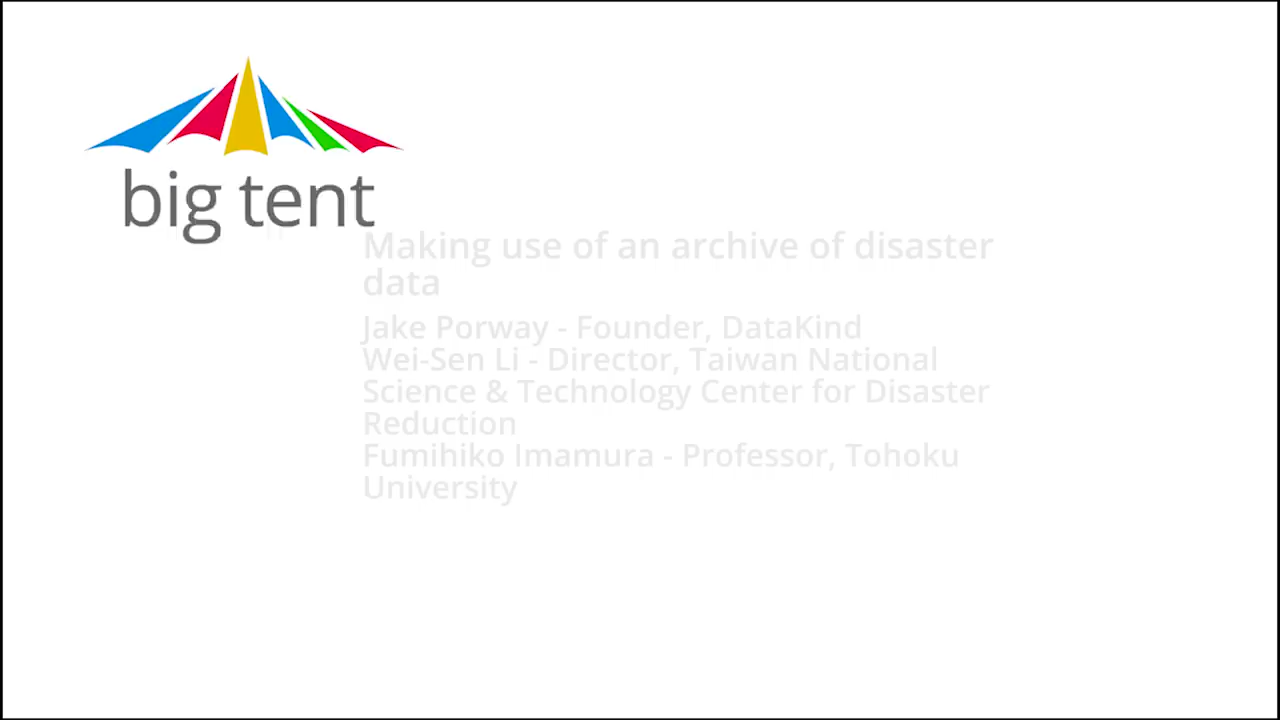 big tent
Making use of an archive of disaster
data
Jake Porway - Founder, DataKind
Wei-Sen Li - Director, Taiwan National
Science & Technology Center for Disaster
Reduction
Fumihiko Imamura - Professor, Tohoku
University